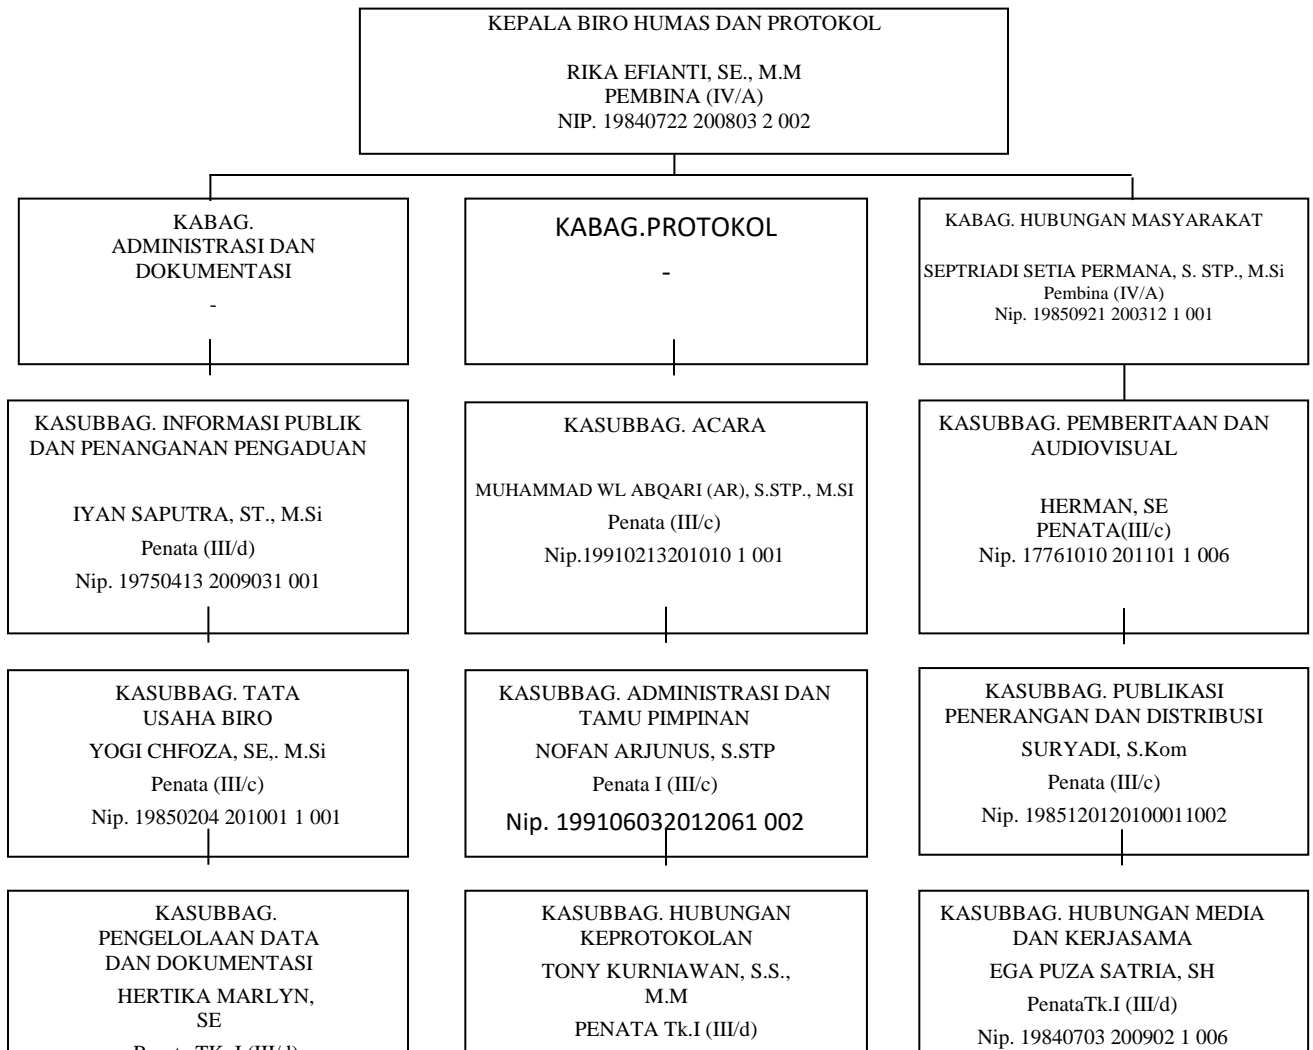 KEPALA BIRO HUMAS DAN PROTOKOL
RIKA EFIANTI, SE., M.M
PEMBINA (IV/A)
NIP. 19840722 200803 2 002
KABAG.
ADMINISTRASI DAN
DOKUMENTASI
-
KABAG.PROTOKOL
-
KABAG. HUBUNGAN MASYARAKAT
SEPTRIADI SETIA PERMANA, S. STP., M.Si
Pembina (IV/A)
Nip. 19850921 200312 1 001
KASUBBAG. INFORMASI PUBLIK
DAN PENANGANAN PENGADUAN
IYAN SAPUTRA, ST., M.Si
Penata (III/d)
Nip. 19750413 2009031 001
KASUBBAG. ACARA
MUHAMMAD WL ABQARI (AR), S.STP., M.SI
Penata (III/c)
Nip.19910213201010 1 001
KASUBBAG. PEMBERITAAN DAN
AUDIOVISUAL
HERMAN, SE
PENATA(III/c)
Nip. 17761010 201101 1 006
KASUBBAG. TATA
USAHA BIRO
YOGI CHFOZA, SE,. M.Si
Penata (III/c)
Nip. 19850204 201001 1 001
KASUBBAG. ADMINISTRASI DAN
TAMU PIMPINAN
NOFAN ARJUNUS, S.STP
Penata I (III/c)
Nip. 199106032012061 002
KASUBBAG. PUBLIKASI
PENERANGAN DAN DISTRIBUSI
SURYADI, S.Kom
Penata (III/c)
Nip. 1985120120100011002
KASUBBAG.
PENGELOLAAN DATA
DAN DOKUMENTASI
HERTIKA MARLYN,
SE
KASUBBAG. HUBUNGAN
KEPROTOKOLAN
TONY KURNIAWAN, S.S.,
M.M
PENATA Tk.I (III/d)
KASUBBAG. HUBUNGAN MEDIA
DAN KERJASAMA
EGA PUZA SATRIA, SH
PenataTk.I (III/d)
Nip. 19840703 200902 1 006